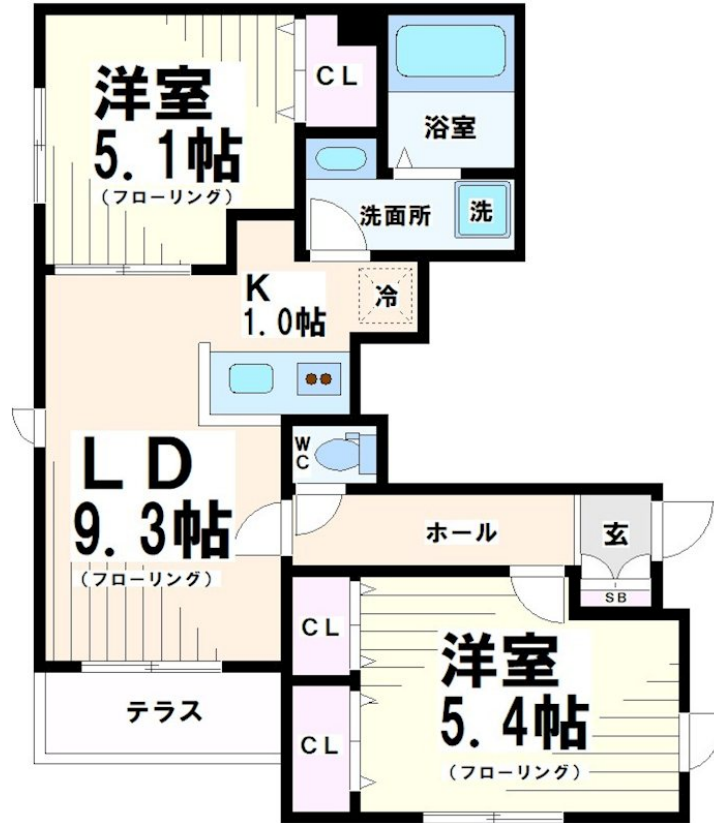 洋室
5.1帖
(フローリング)
CL
浴室
洗面所
洗
K
1.0帖
冷
LD
9.3帖
(フローリング)
WC
ホール
玄
SB
CL
洋室
5.4帖
(フローリング)
CL
テラス